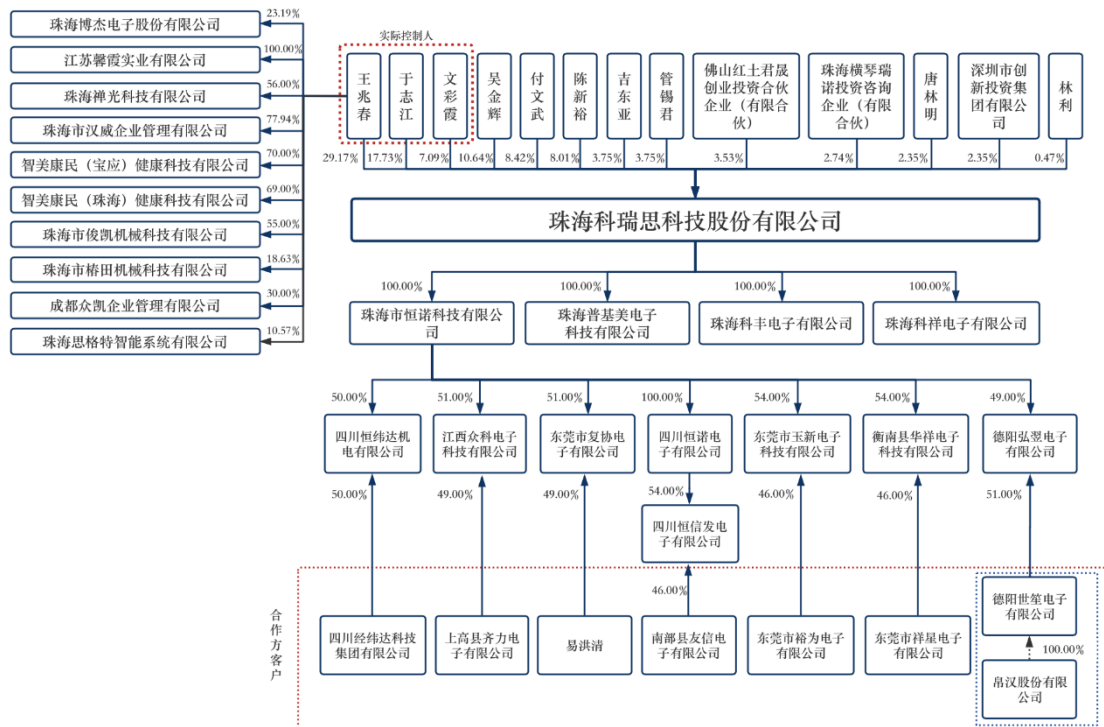 珠海博杰电子股份有限公司
23.19%
江苏馨霞实业有限公司
100.00%
珠海禅光科技有限公司
56.00%
珠海市汉威企业管理有限公司
77.94%
智美康民（宝应）健康科技有限公司
70.00%
智美康民（珠海）健康科技有限公司
69.00%
珠海市俊凯机械科技有限公司
55.00%
珠海市椿田机械科技有限公司
18.63%
成都众凯企业管理有限公司
30.00%
珠海思格特智能系统有限公司
10.57%
实际控制人
王兆春
于志江
文彩霞
吴金辉
付文武
陈新裕
吉东亚
管锡君
佛山红土君晟
创业投资合伙
企业（有限合
伙）
珠海横琴瑞
诺投资咨询
企业（有限
合伙）
唐林明
深圳市创
新投资集
团有限公
司
林利
29.17%
17.73%
7.09%
10.64%
8.42%
8.01%
3.75%
3.75%
3.53%
2.74%
2.35%
2.35%
0.47%
珠海科瑞思科技股份有限公司
100.00%
100.00%
100.00%
100.00%
珠海市恒诺科技有限公
司
珠海普基美电子
科技有限公司
珠海科丰电子有限公司
珠海科祥电子有限公司
50.00%
51.00%
51.00%
100.00%
54.00%
54.00%
49.00%
四川恒纬达机
电有限公司
江西众科电子
科技有限公司
东莞市复协电
子有限公司
四川恒诺电
子有限公司
东莞市玉新电子
科技有限公司
衡南县华祥电子
科技有限公司
德阳弘翌电子
有限公司
50.00%
49.00%
49.00%
54.00%
46.00%
46.00%
51.00%
四川恒信发电
子有限公司
46.00%
合作方客户
四川经纬达科技
集团有限公司
上高县齐力电
子有限公司
易洪清
南部县友信电
子有限公司
东莞市裕为电子
有限公司
东莞市祥星电子
有限公司
德阳世笙电子
有限公司
100.00%
帛汉股份有限
公司